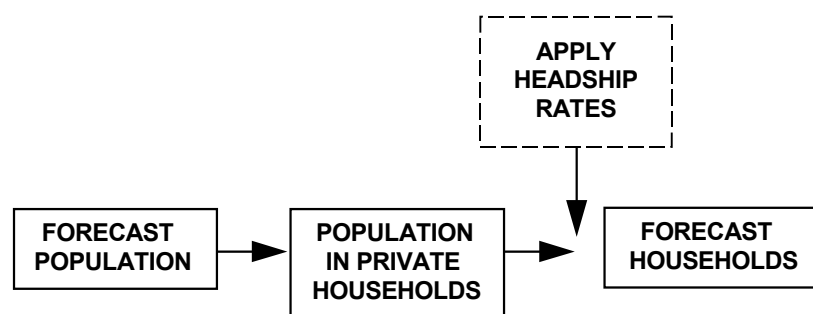 APPLY
HEADSHIP
RATES
FORECAST
POPULATION
POPULATION
IN PRIVATE
HOUSEHOLDS
FORECAST
HOUSEHOLDS